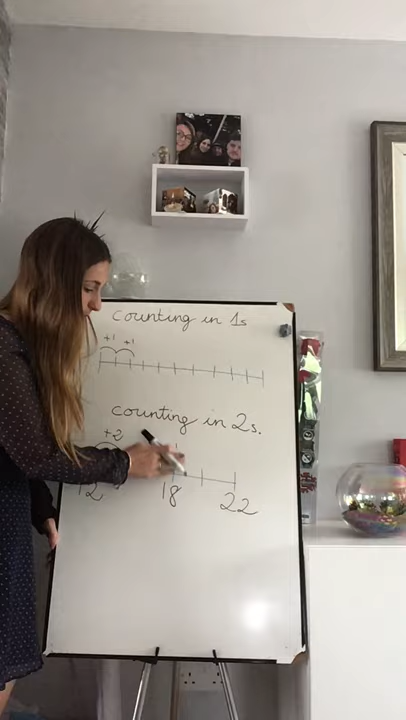 counting in 1s
+1 +1
counting in 2s.
+2
12 18 22